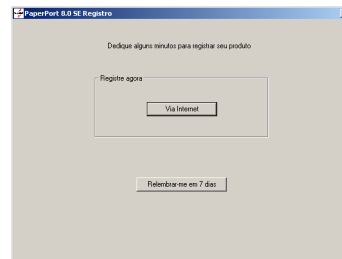 PaperPort 8.0 SE Registro
Dedique alguns minutos para registrar seu produto
Registre agora
Via Internet
Relembrar-me em 7 dias